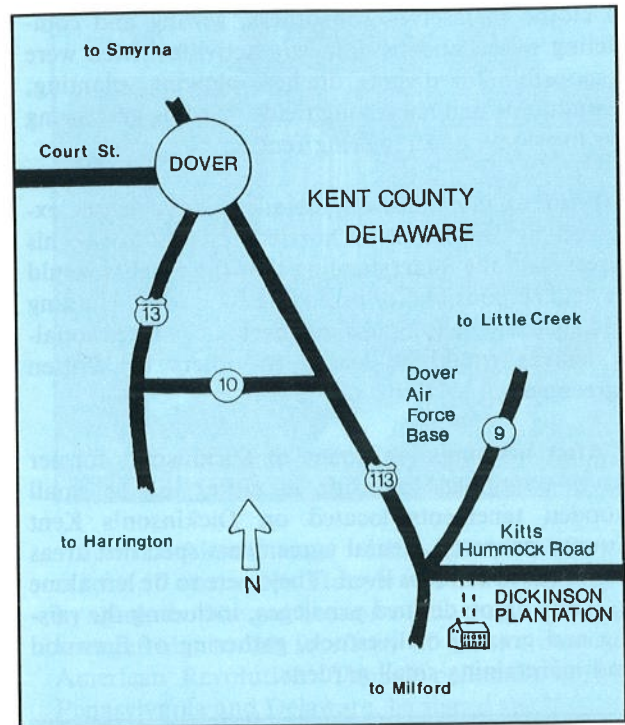 to Smyrna
Court St.
DOVER
KENT COUNTY
DELAWARE
13
to Little Creek
10
Dover
Air
Force
Base
9
113
to Harrington
Kitts
Hummock Road
N
DICKINSON
PLANTATION
to Milford